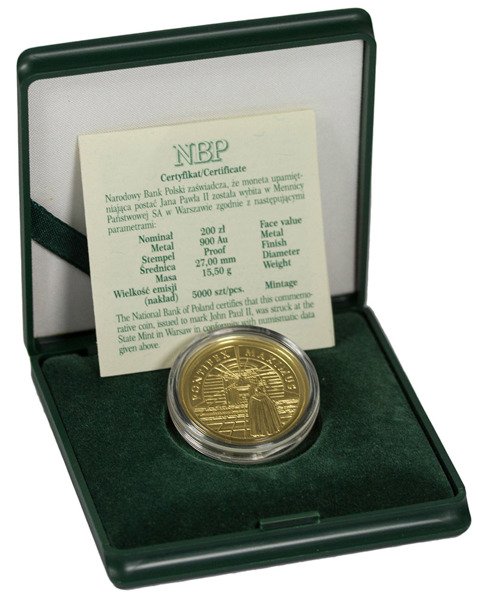 NBP
Certyfikat/Certificate
Narodowy Bank Polski zaświadcza, że moneta upamięt-
niająca postać Jana Pawła II została wybita w Mennicy
Państwowej SA w Warszawie zgodnie z następującymi
parametrami:
Nominał 200 zł Face value
Metal 900 Au Metal
Stempel Proof Finish
Średnica 27,00 mm Diameter
Masa 15,50 g Weight
Wielkość emisji
(nakład) 5000 szt/pcs. Mintage
The National Bank of Poland certifies that this commemo-
rative coin, issued to mark John Paul II, was struck at the
State Mint in Warsaw in conformity with numismatic data
given above.
PONTIFEX MAXIMUS